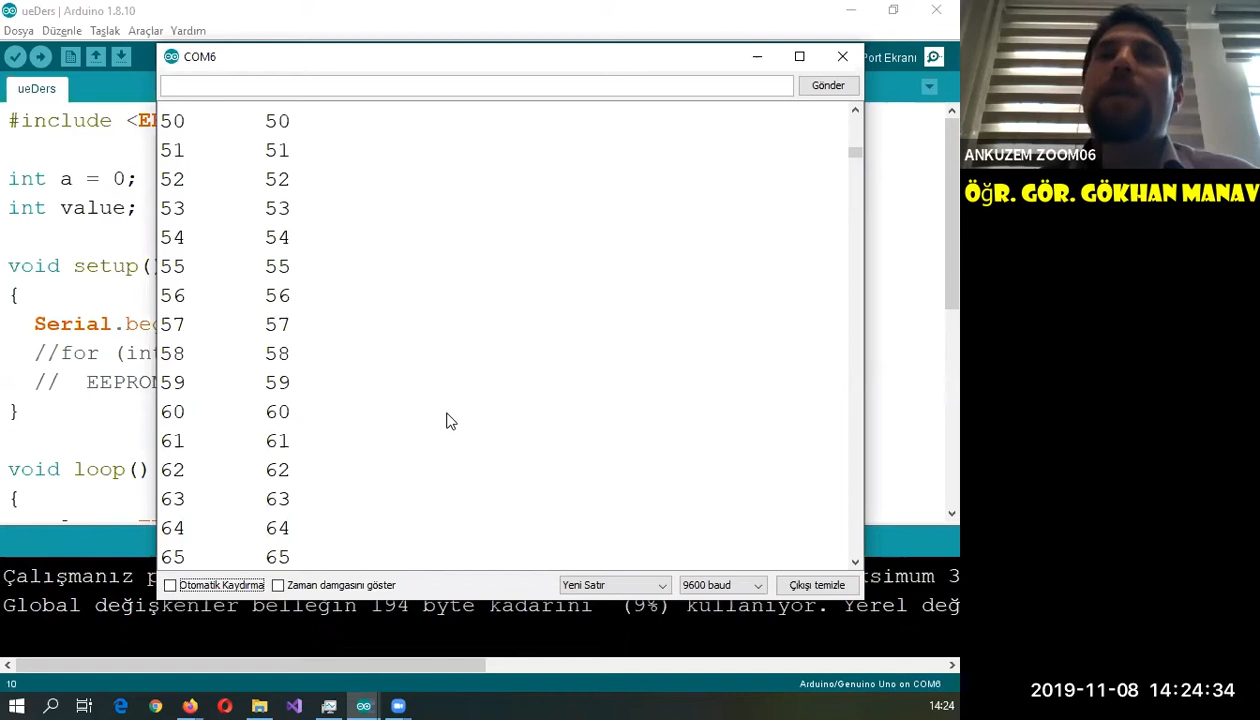 ueDers | Arduino 1.8.10
Dosya Düzenle Taşlak Araçlar Yardım
COM6
Port Ekranı
Gönder
ueDers
#include <E
int a = 0;
int value;
void setup()
{
Serial.beg
//for (int
// EEPROM
}
void loop()
{
50 50
51 51
52 52
53 53
54 54
55 55
56 56
57 57
58 58
59 59
60 60
61 61
62 62
63 63
64 64
65 65
Otomatik Kaydırma Zaman damgasını göster Yeni Satır 9600 baud Çıkışı temizle
Çalışmanız p
ksimum 3
Global değişkenler belleğin 194 byte kadarını (9%) kullanıyor. Yerel değ
10
Arduino/Genuino Uno on COM6
14:24
ANKUZEM ZOOM06
ÖĞR. GÖR. GÖKHAN MANAV
2019-11-08 14:24:34